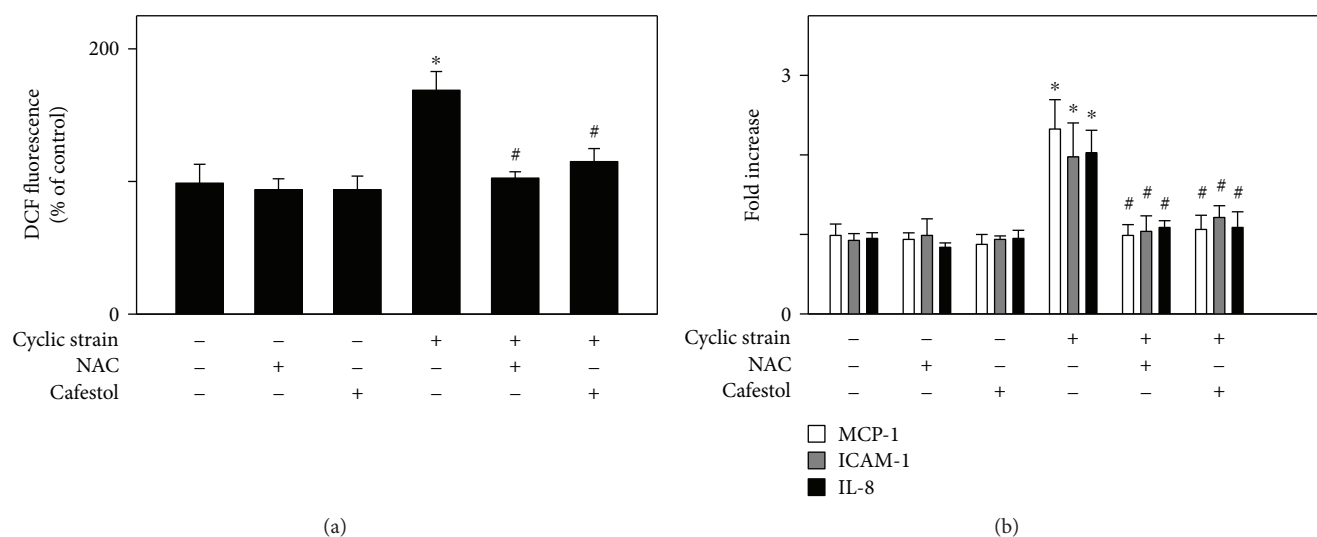 200
0
DCF fluorescence
(% of control)
*
#
#
Cyclic strain – – – + + +
NAC – + – – + –
Cafestol – – + – – +
(a)
3
0
Fold increase
* * *
# # #
# # #
Cyclic strain – – – + + +
NAC – + – – + –
Cafestol – – + – – +
MCP-1
ICAM-1
IL-8
(b)